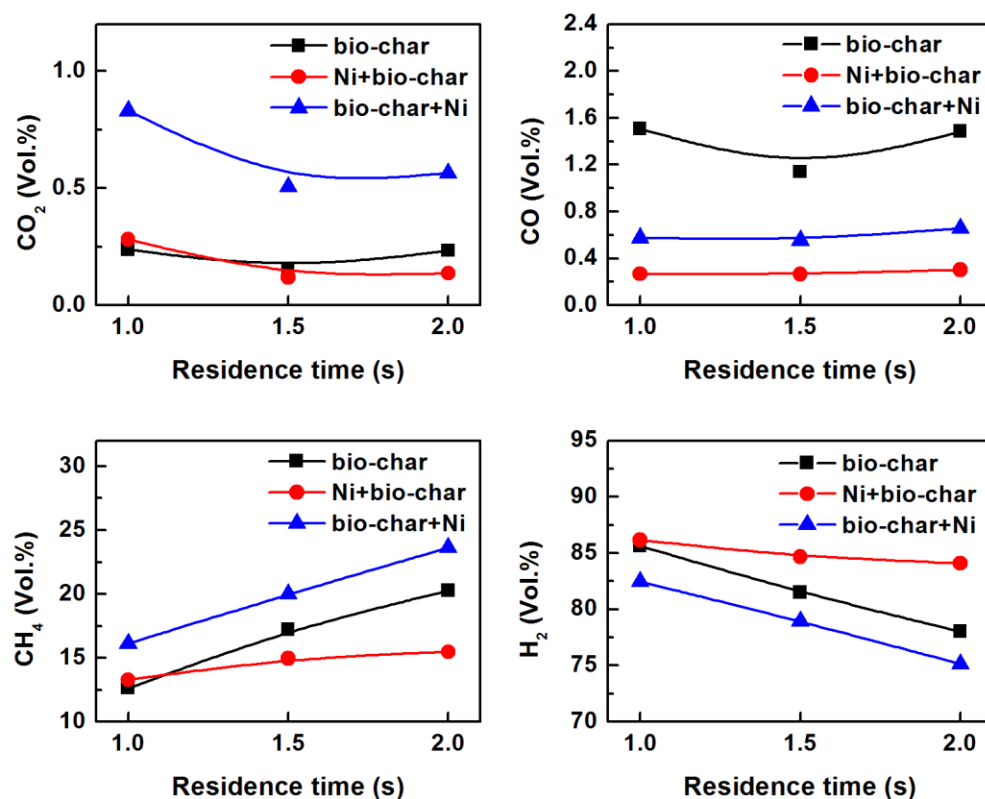 CO2 (Vol.%)
1.0
0.5
0.0
bio-char
Ni+bio-char
bio-char+Ni
1.0 1.5 2.0
Residence time (s)
CO (Vol.%)
2.4
2.0
1.6
1.2
0.8
0.4
0.0
bio-char
Ni+bio-char
bio-char+Ni
1.0 1.5 2.0
Residence time (s)
CH4 (Vol.%)
30
25
20
15
10
bio-char
Ni+bio-char
bio-char+Ni
1.0 1.5 2.0
Residence time (s)
H2 (Vol.%)
95
90
85
80
75
70
bio-char
Ni+bio-char
bio-char+Ni
1.0 1.5 2.0
Residence time (s)